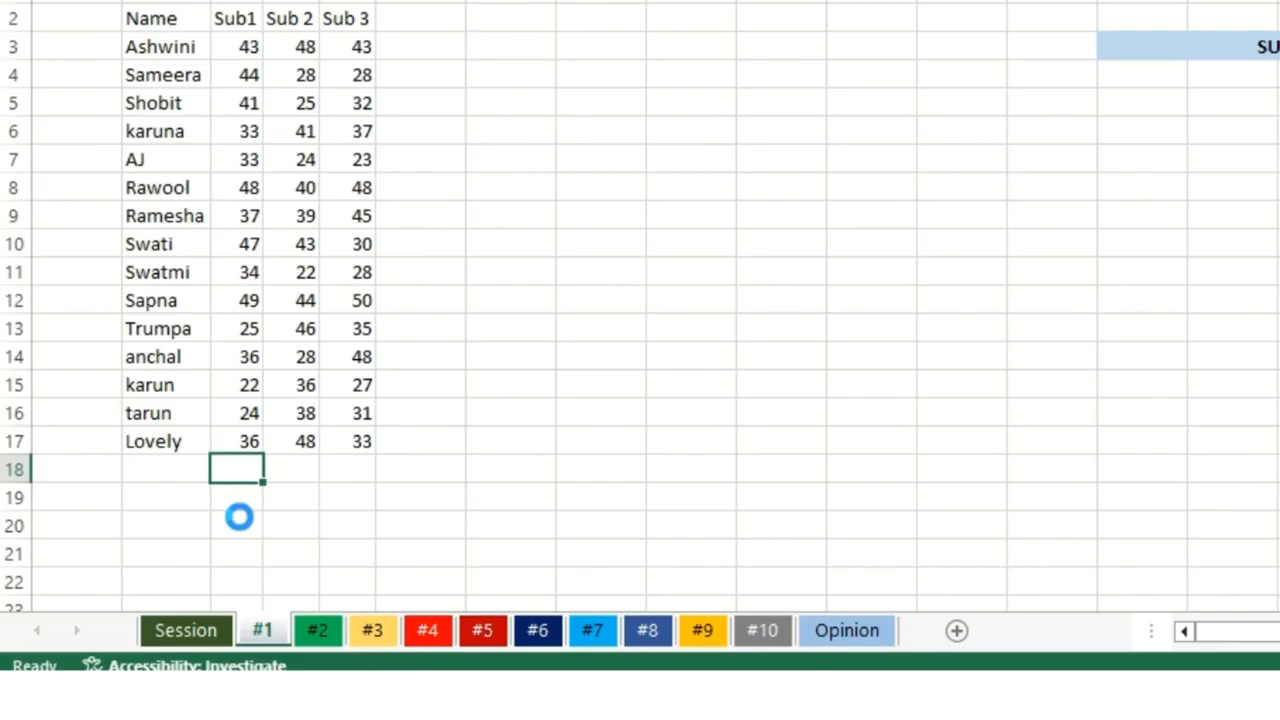 2 Name Sub1 Sub 2 Sub 3
3 Ashwini 43 48 43 SU
4 Sameera 44 28 28
5 Shobit 41 25 32
6 karuna 33 41 37
7 AJ 33 24 23
8 Rawool 48 40 48
9 Ramesha 37 39 45
10 Swati 47 43 30
11 Swatmi 34 22 28
12 Sapna 49 44 50
13 Trumpa 25 46 35
14 anchal 36 28 48
15 karun 22 36 27
16 tarun 24 38 31
17 Lovely 36 48 33
18
19
20
21
22
23
Session #1 #2 #3 #4 #5 #6 #7 #8 #9 #10 Opinion
Ready Accessibility: Investigate